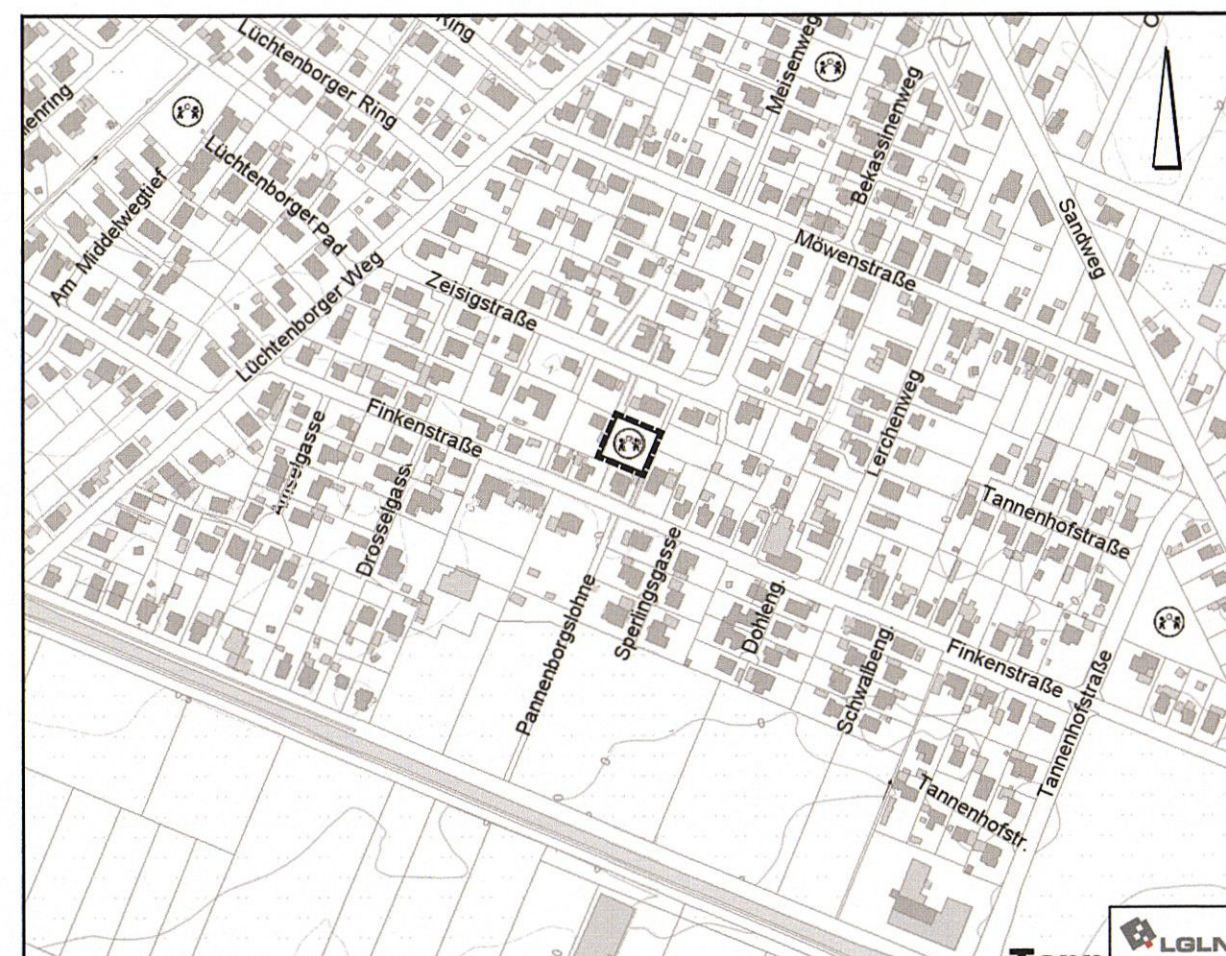 Ring
Meisenweg
Lüchtenborger Ring
Bekassinenweg
Lüchtenborger Pad
Am Middelwegtief
Möwenstraße
Sandweg
Lüchtenborger Weg
Zeisigstraße
Lerchenweg
Finkenstraße
Amselgasse
Drosselgass.
Tannenhofstraße
Sperlingsgasse
Pannenborgslohne
Dohleng.
Schwalbeng.
Finkenstraße
Tannenhofstraße
Tannenhofstr.
LGLN